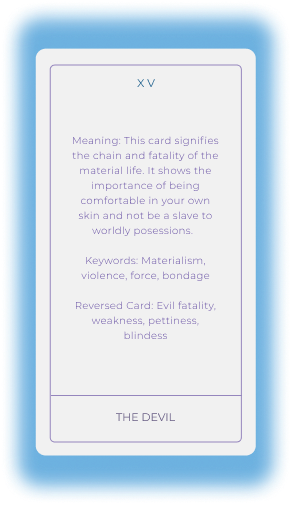 XV
Meaning: This card signifies
the chain and fatality of the
material life. It shows the
importance of being
comfortable in your own
skin and not be a slave to
worldly posessions.
Keywords: Materialism,
violence, force, bondage
Reversed Card: Evil fatality,
weakness, pettiness,
blindess
THE DEVIL